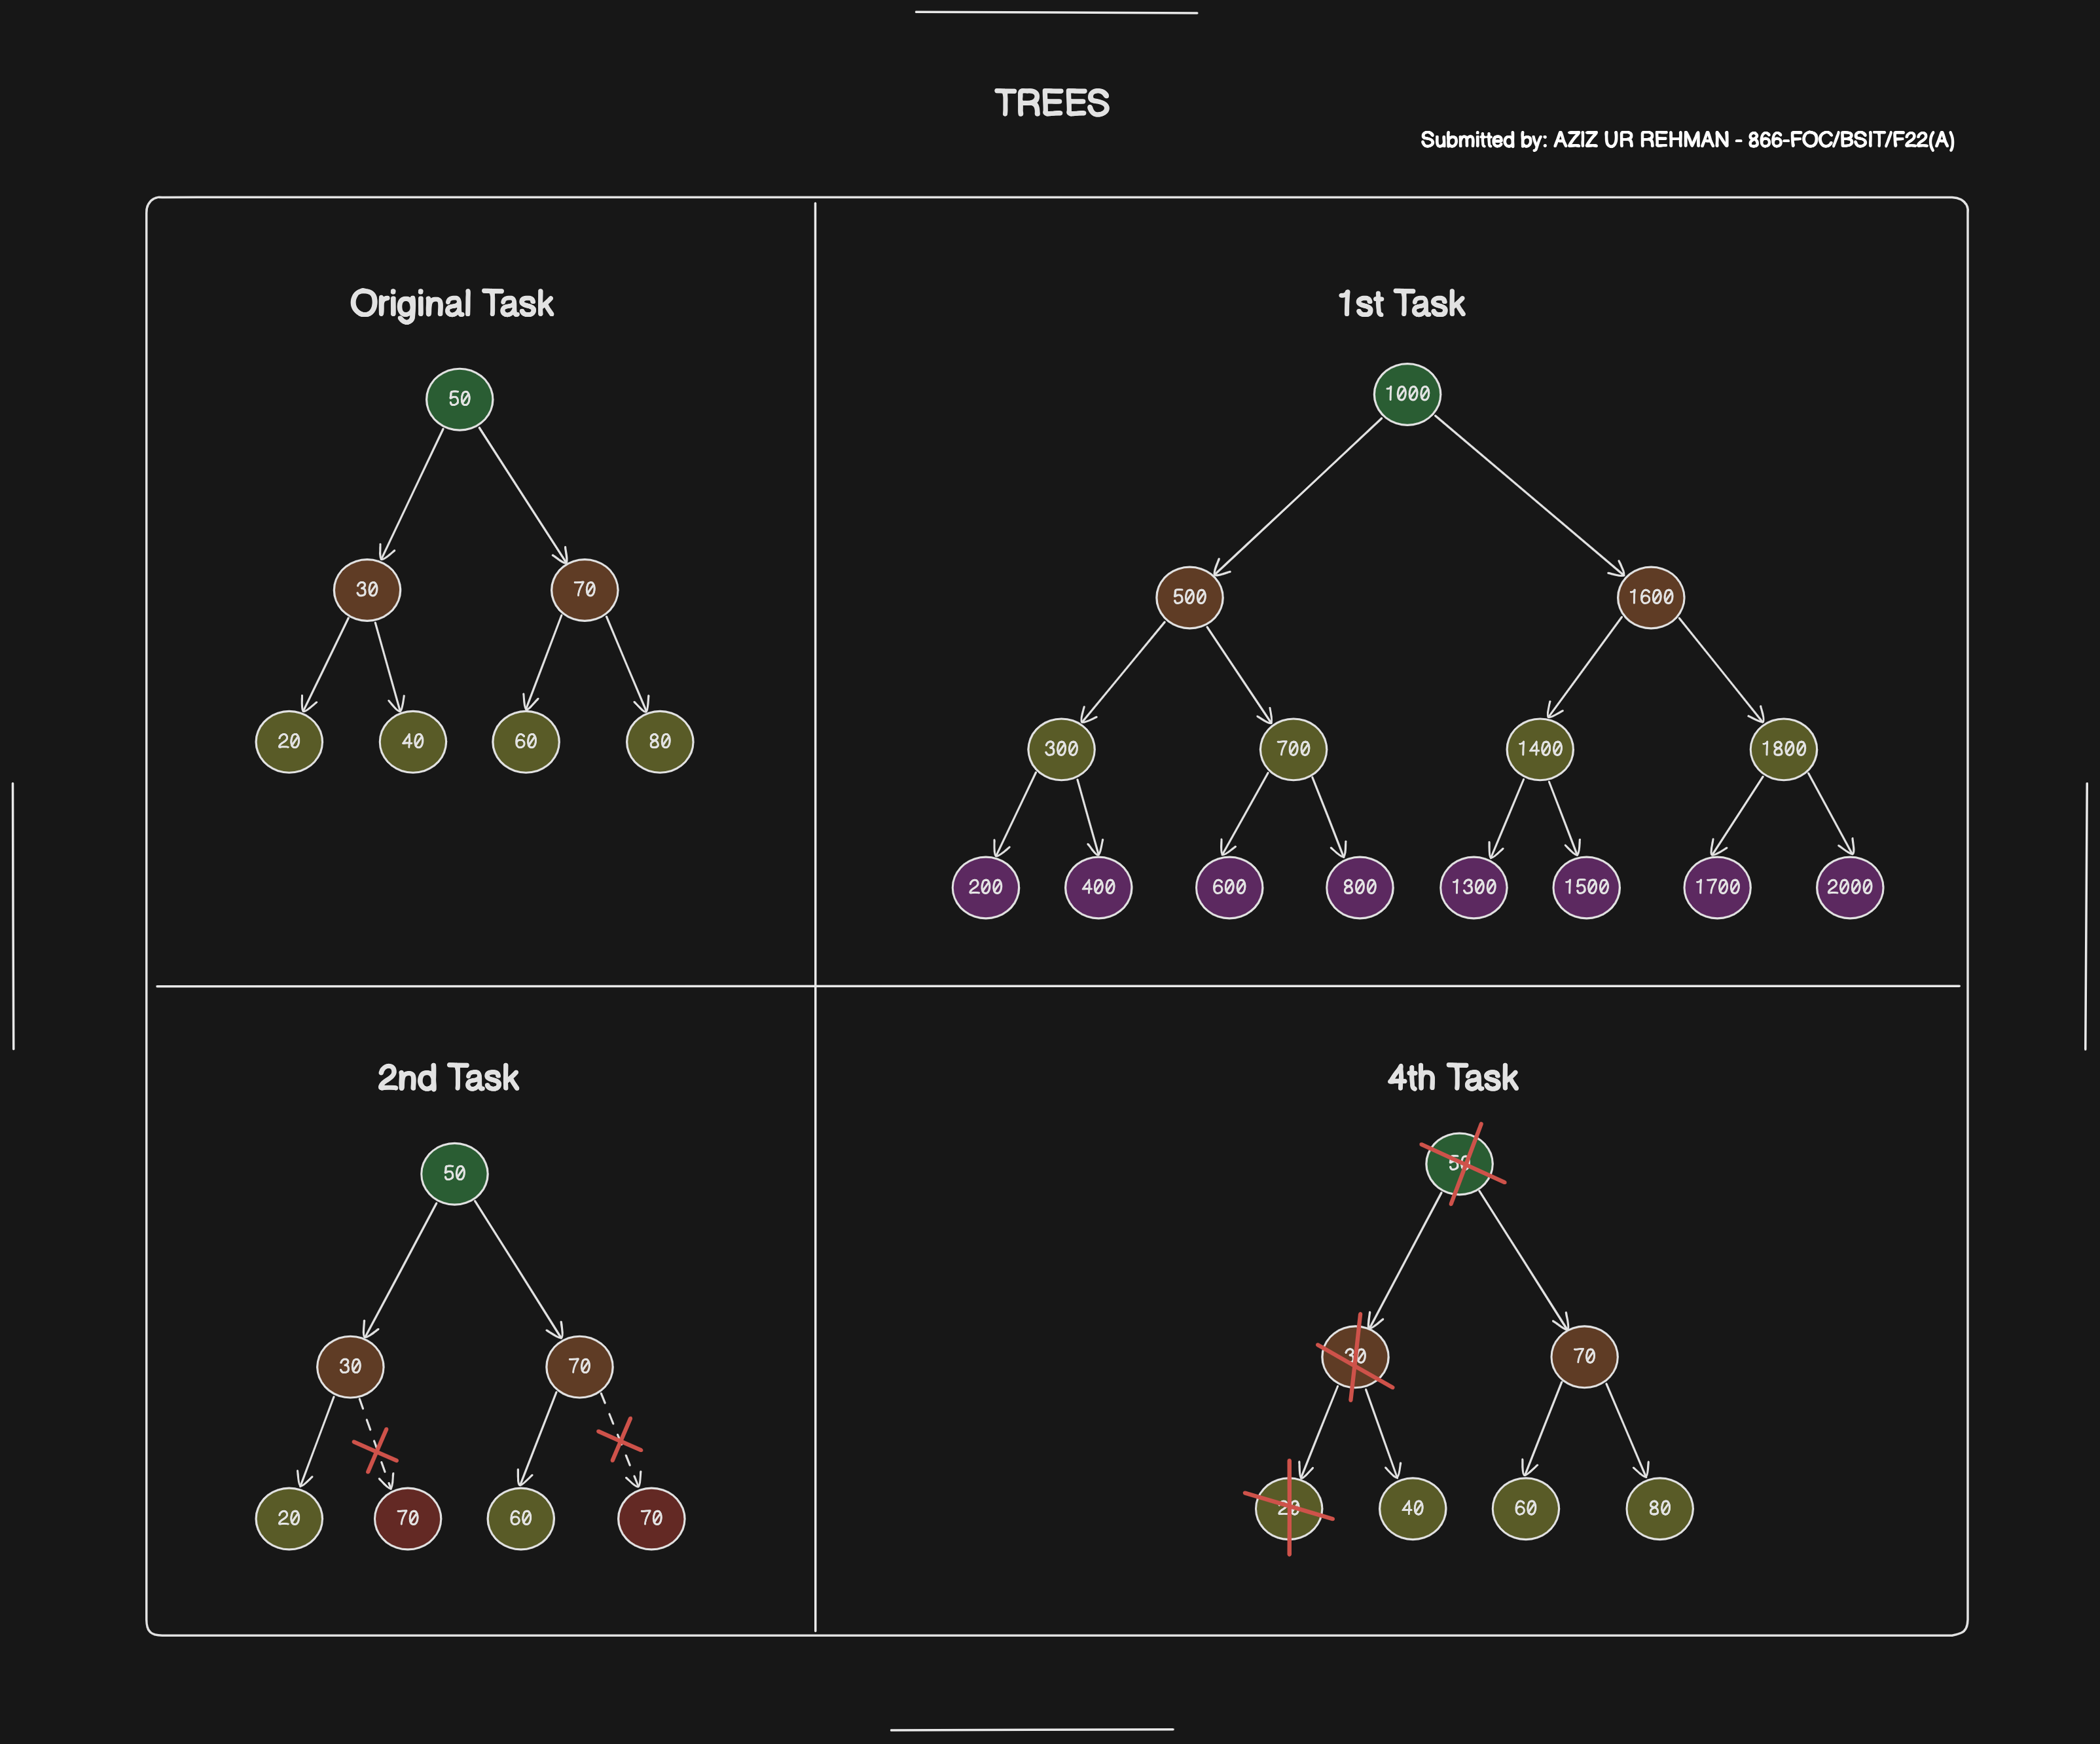 TREES
Submitted by: AZIZ UR REHMAN - 866-FOC/BSIT/F22(A)
Original Task
50
30 70
20 40 60 80
1st Task
1000
500 1600
300 700 1400 1800
200 400 600 800 1300 1500 1700 2000
2nd Task
50
30 70
20 70 60 70
4th Task
50
30 70
20 40 60 80